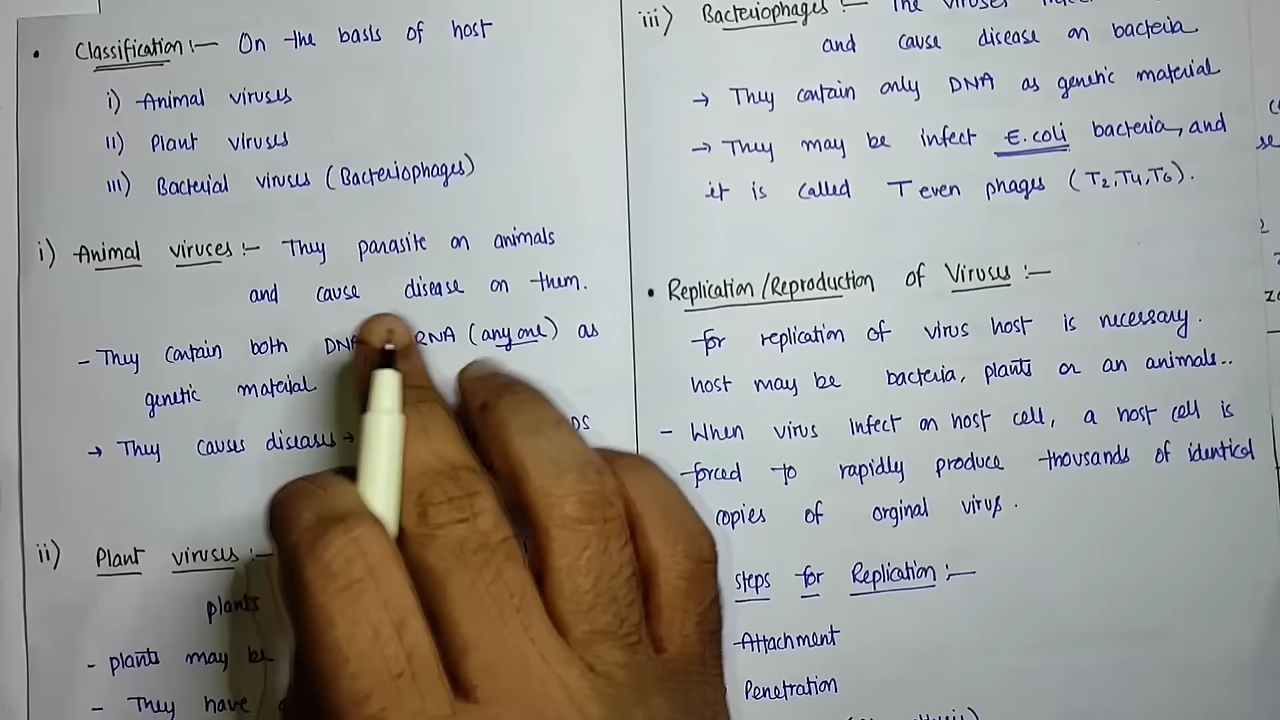 • Classification :— On the basis of host
i) Animal viruses
ii) Plant viruses
iii) Bacterial viruses (Bacteriophages)
i) Animal viruces :- They parasite on animals
and cause disease on them.
- They contain both DNA RNA (any one) as
genetic material
→ They causes diseases →
ii) Plant viruses :-
plants
- plants may be
- They have
iii) Bacteriophages :— The viruses
and cause disease on bacteria
→ They contain only DNA as genetic material
→ They may be infect E.coli bacteria, and
it is called T even phages (T2, T4, T6).
• Replication/Reproduction of Viruses :—
for replication of virus host is necessary.
host may be bacteria, plants or an animals..
- When virus infect on host cell, a host cell is
forced to rapidly produce thousands of identical
copies of orginal virus.
steps for Replication :—
Attachment
Penetration